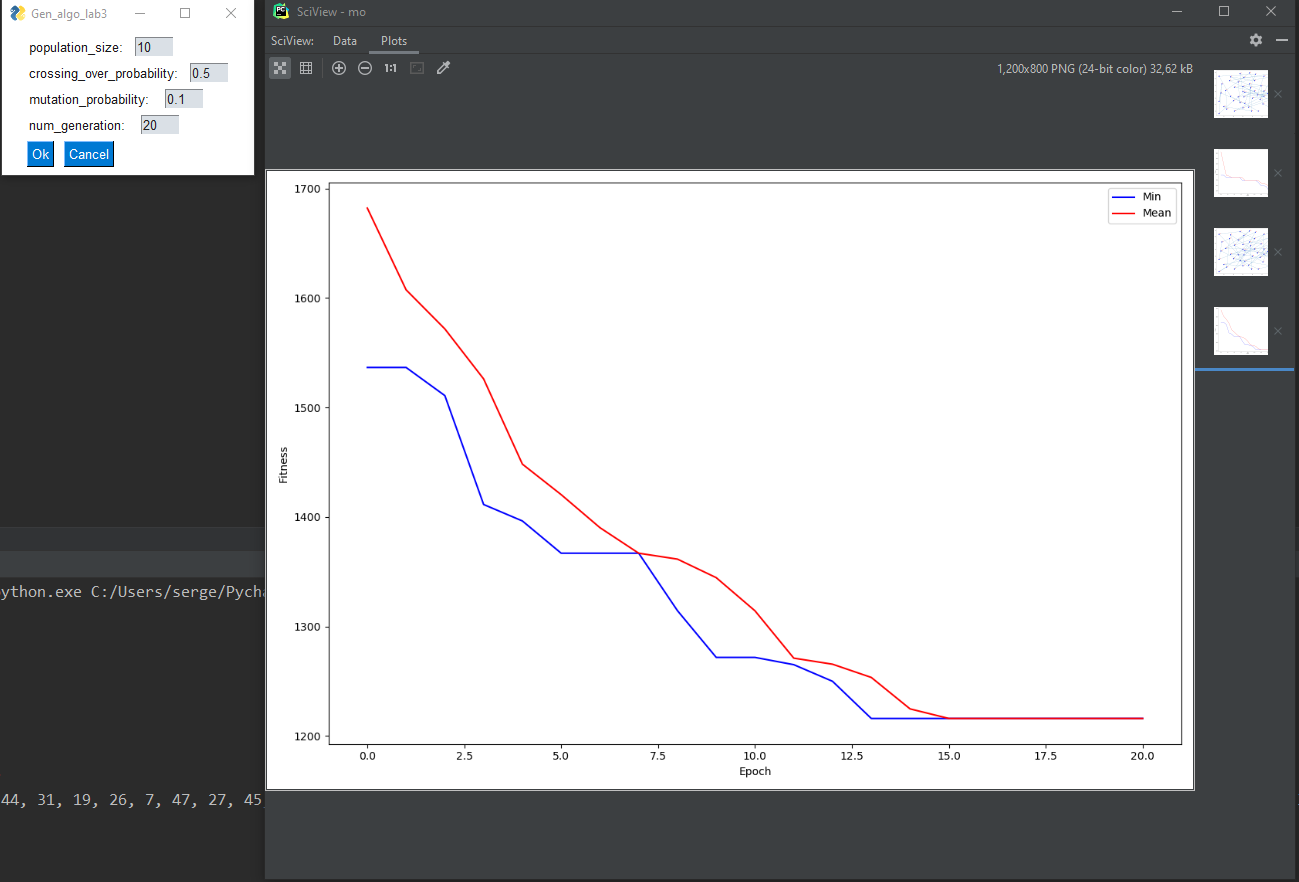 Gen_algo_lab3
population_size: 10
crossing_over_probability: 0.5
mutation_probability: 0.1
num_generation: 20
Ok Cancel
SciView - mo
SciView: Data Plots
1:1
1,200x800 PNG (24-bit color) 32,62 kB
Min
Mean
1700
1600
1500
1400
1300
1200
Fitness
0.0 2.5 5.0 7.5 10.0 12.5 15.0 17.5 20.0
Epoch
ython.exe C:/Users/serge/Pycha
44, 31, 19, 26, 7, 47, 27, 45,